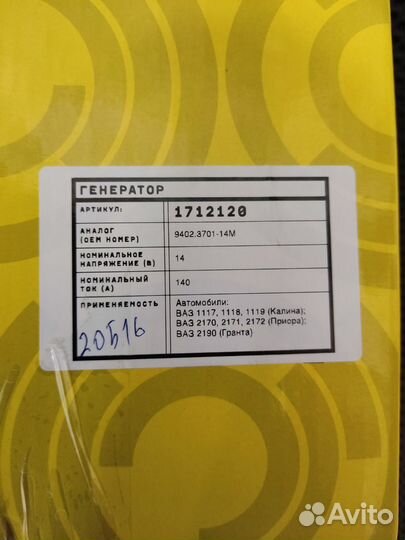 ГЕНЕРАТОР
АРТИКУЛ: 1712120
АНАЛОГ (OEM НОМЕР) 9402.3701-14М
НОМИНАЛЬНОЕ НАПРЯЖЕНИЕ (В) 14
НОМИНАЛЬНЫЙ ТОК (А) 140
ПРИМЕНЯЕМОСТЬ Автомобили:
ВАЗ 1117, 1118, 1119 (Калина);
ВАЗ 2170, 2171, 2172 (Приора);
ВАЗ 2190 (Гранта)
20516
Avito